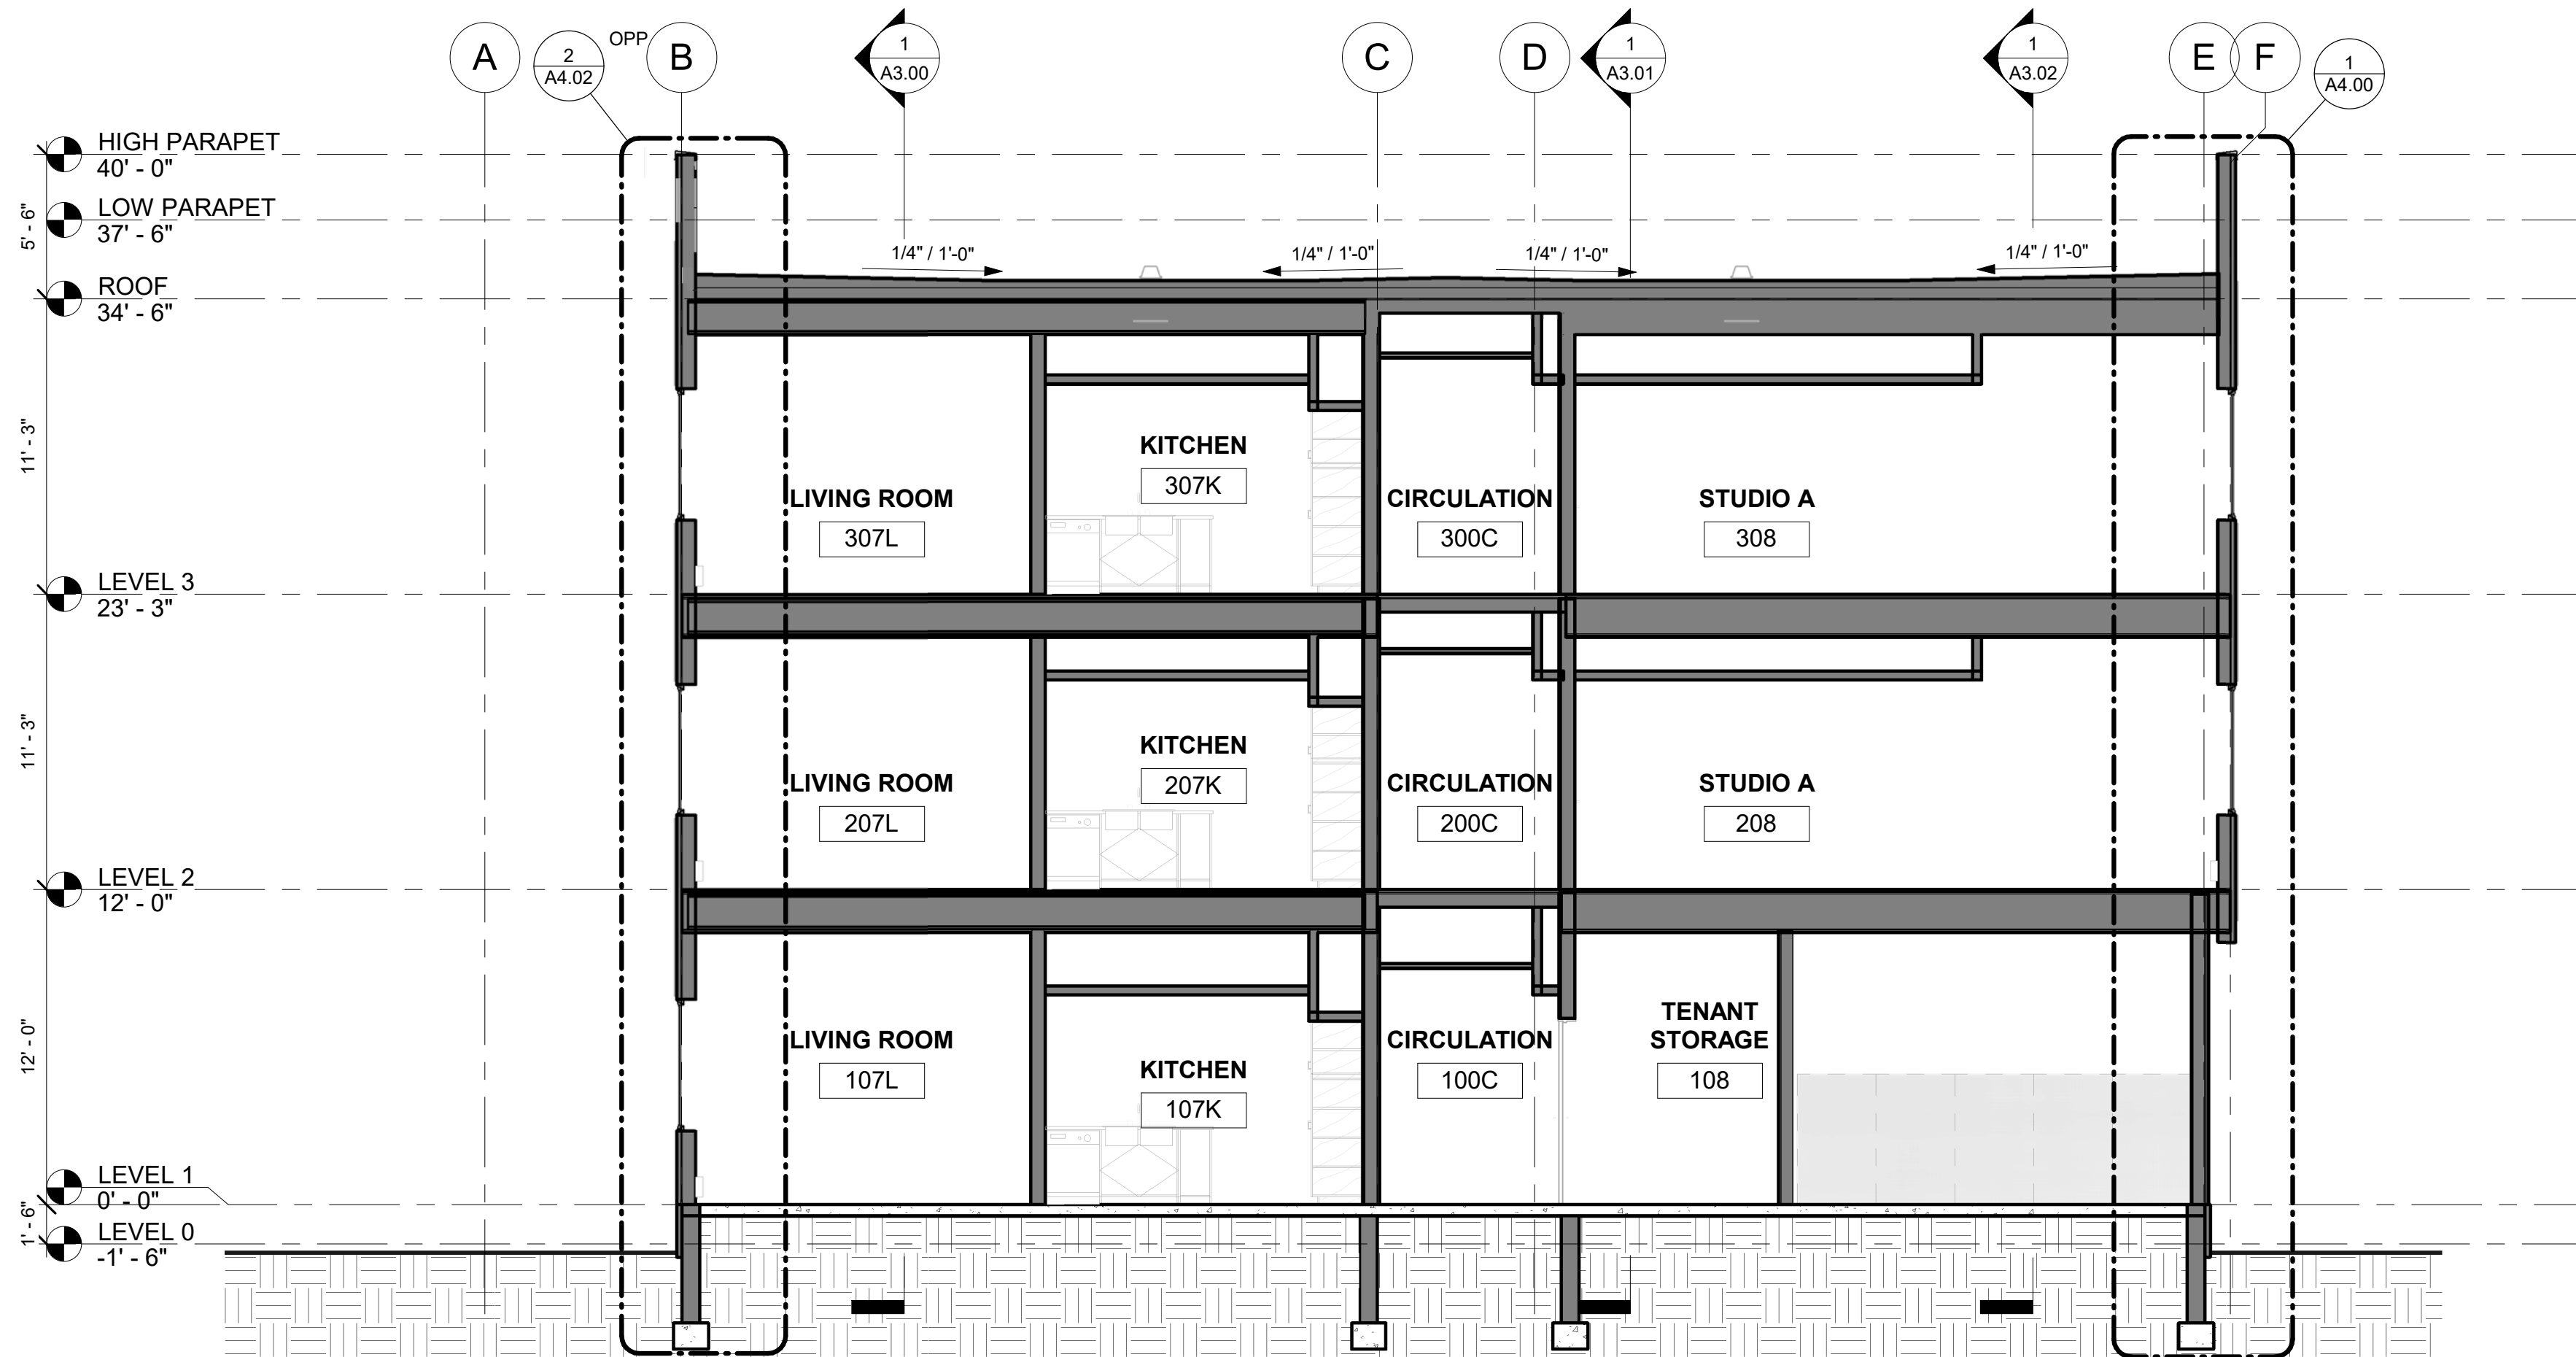 A
2
A4.02
OPP
B
1
A3.00
C
D
1
A3.01
1
A3.02
E
F
1
A4.00
HIGH PARAPET
40' - 0"
LOW PARAPET
37' - 6"
5' - 6"
1/4" / 1'-0"
1/4" / 1'-0"
1/4" / 1'-0"
1/4" / 1'-0"
ROOF
34' - 6"
11' - 3"
KITCHEN
307K
LIVING ROOM
307L
CIRCULATION
300C
STUDIO A
308
LEVEL 3
23' - 3"
11' - 3"
KITCHEN
207K
LIVING ROOM
207L
CIRCULATION
200C
STUDIO A
208
LEVEL 2
12' - 0"
12' - 0"
LIVING ROOM
107L
KITCHEN
107K
CIRCULATION
100C
TENANT
STORAGE
108
LEVEL 1
0' - 0"
1' - 6"
LEVEL 0
-1' - 6"